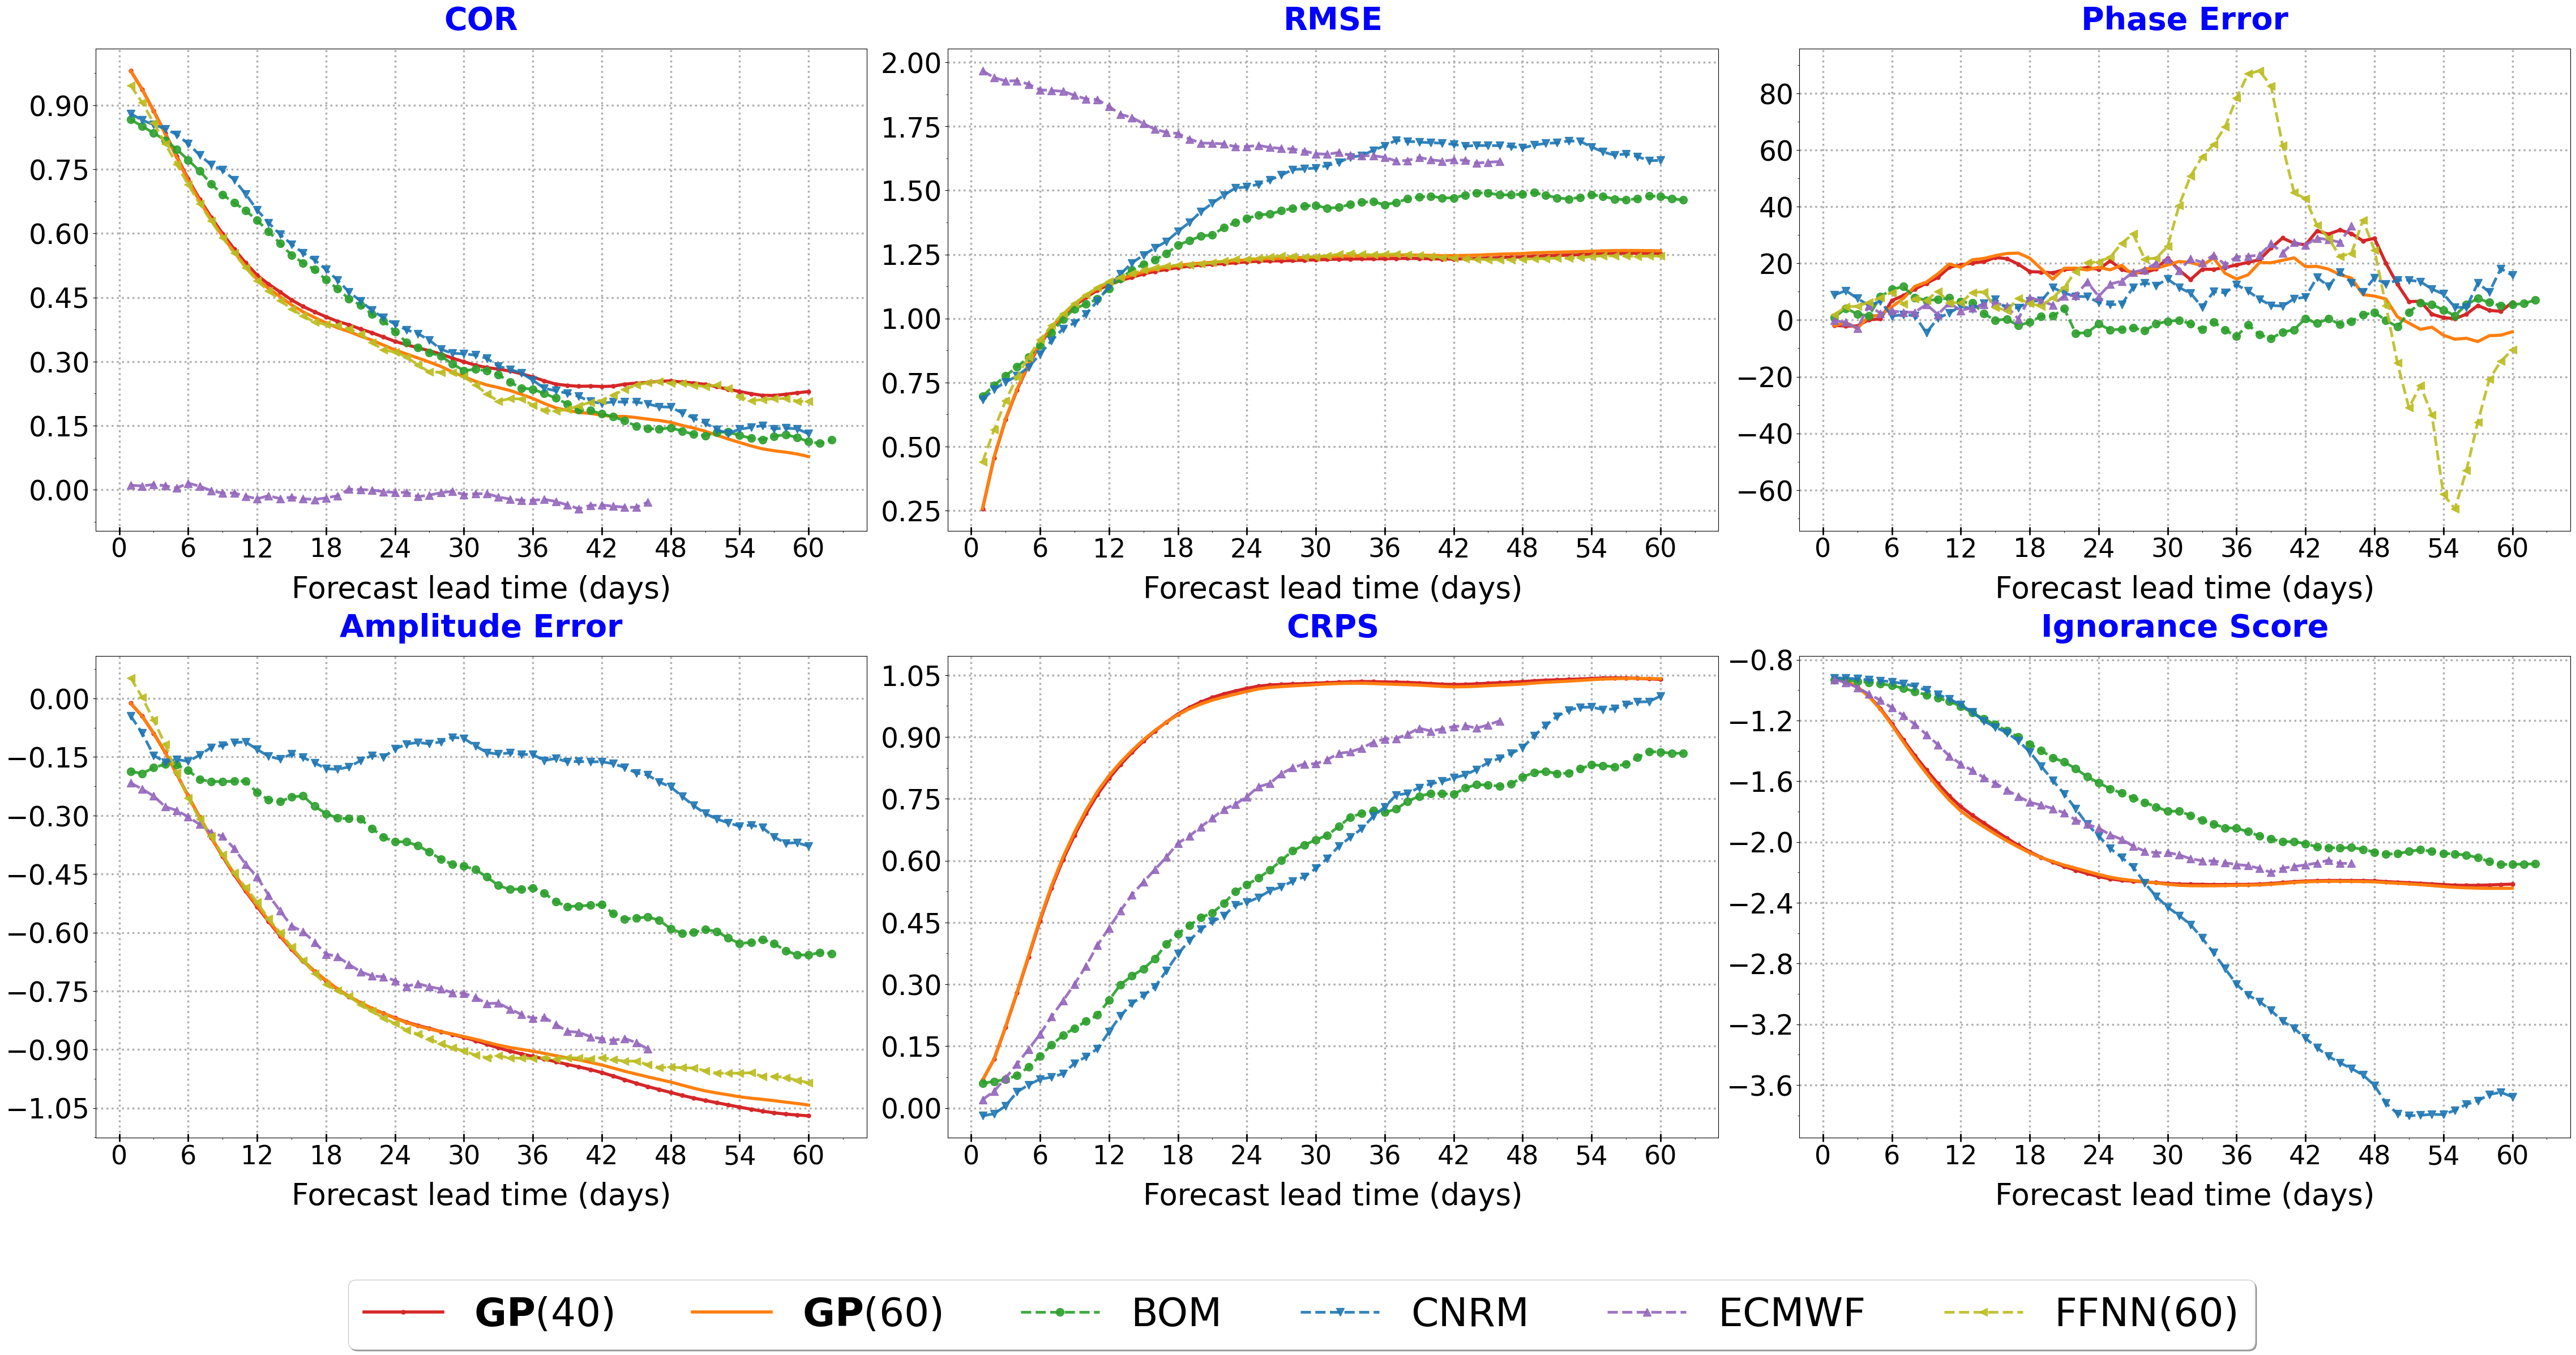 COR
0.90
0.75
0.60
0.45
0.30
0.15
0.00
0 6 12 18 24 30 36 42 48 54 60
Forecast lead time (days)
RMSE
2.00
1.75
1.50
1.25
1.00
0.75
0.50
0.25
0 6 12 18 24 30 36 42 48 54 60
Forecast lead time (days)
Phase Error
80
60
40
20
0
−20
−40
−60
0 6 12 18 24 30 36 42 48 54 60
Forecast lead time (days)
Amplitude Error
0.00
−0.15
−0.30
−0.45
−0.60
−0.75
−0.90
−1.05
0 6 12 18 24 30 36 42 48 54 60
Forecast lead time (days)
CRPS
1.05
0.90
0.75
0.60
0.45
0.30
0.15
0.00
0 6 12 18 24 30 36 42 48 54 60
Forecast lead time (days)
Ignorance Score
−0.8
−1.2
−1.6
−2.0
−2.4
−2.8
−3.2
−3.6
0 6 12 18 24 30 36 42 48 54 60
Forecast lead time (days)
GP(40) GP(60) BOM CNRM ECMWF FFNN(60)